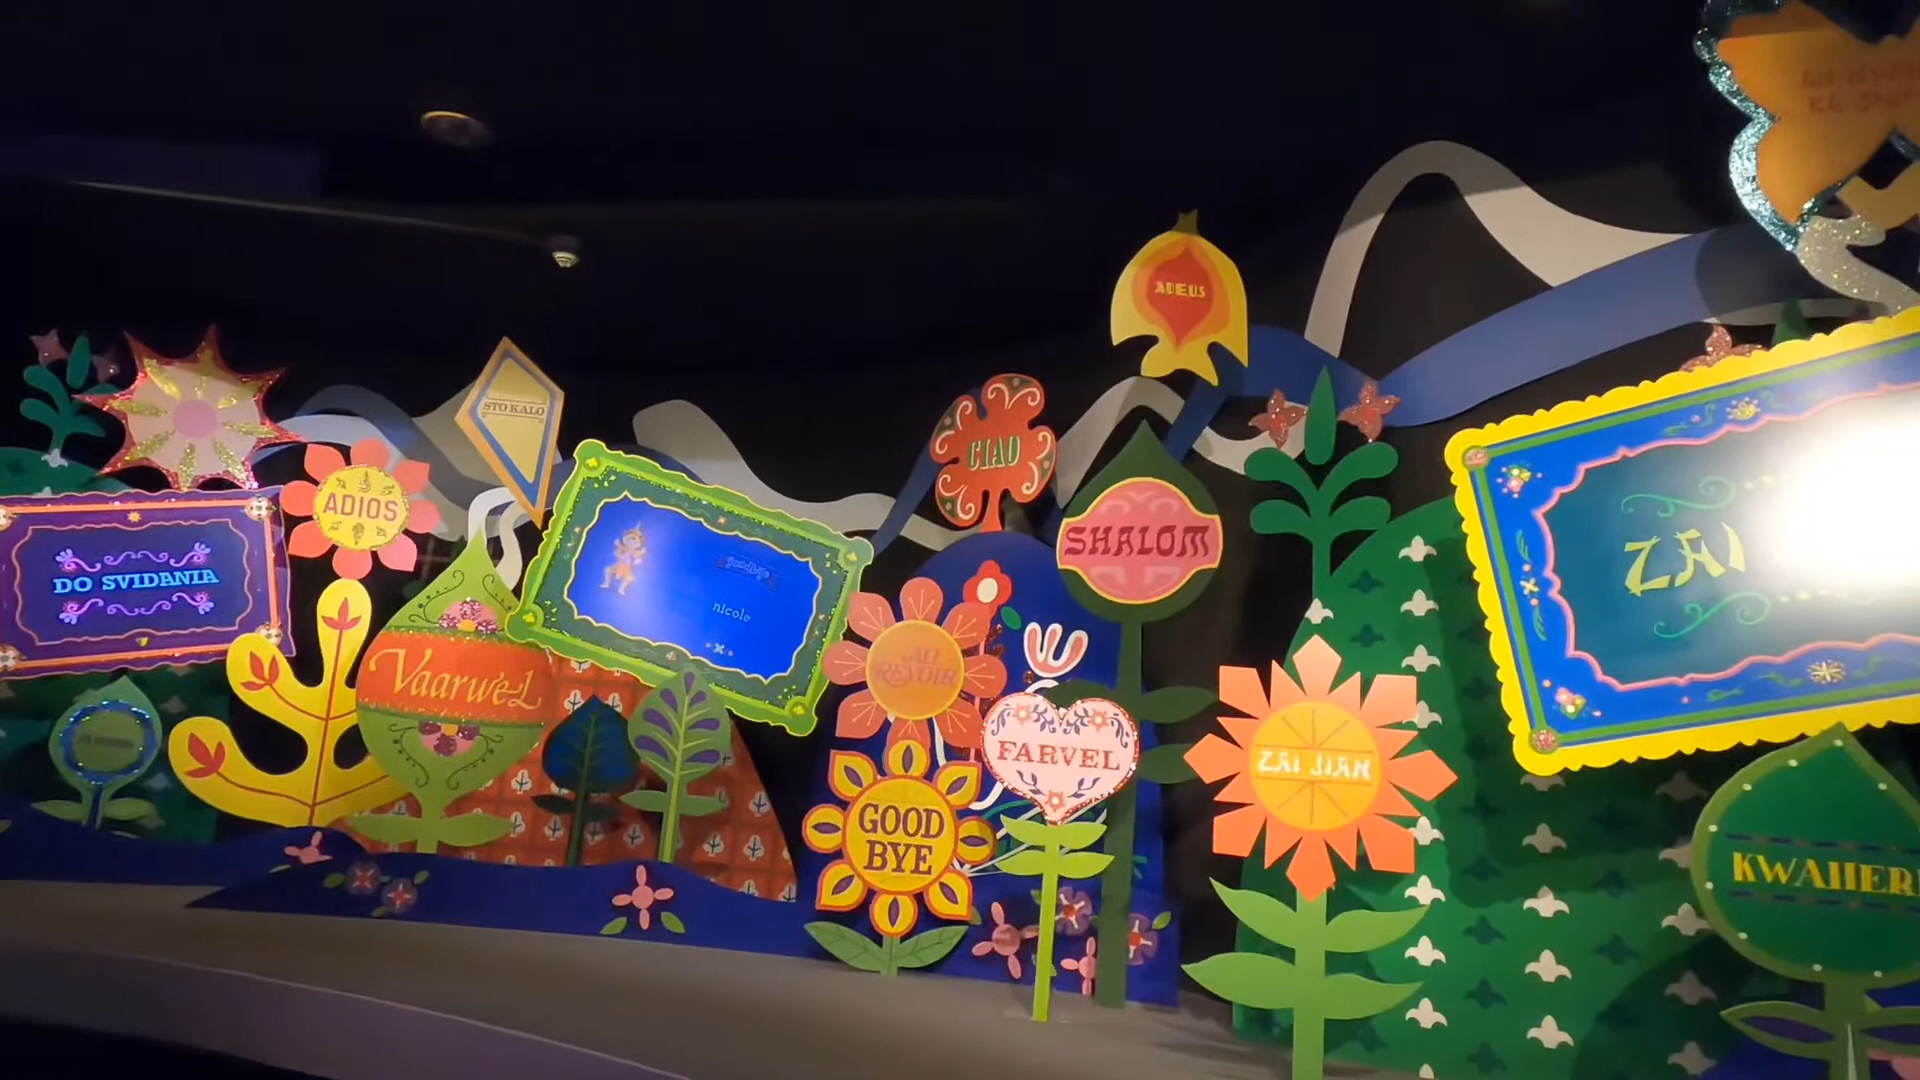 ADEUS
STO KALO
CIAO
ADIOS
SHALOM
DO SVIDANIA
ZAI
goodbye
nicole
Vaarwel
AU
REVOIR
FARVEL
ZAI JIAN
GOOD
BYE
KWAHERI